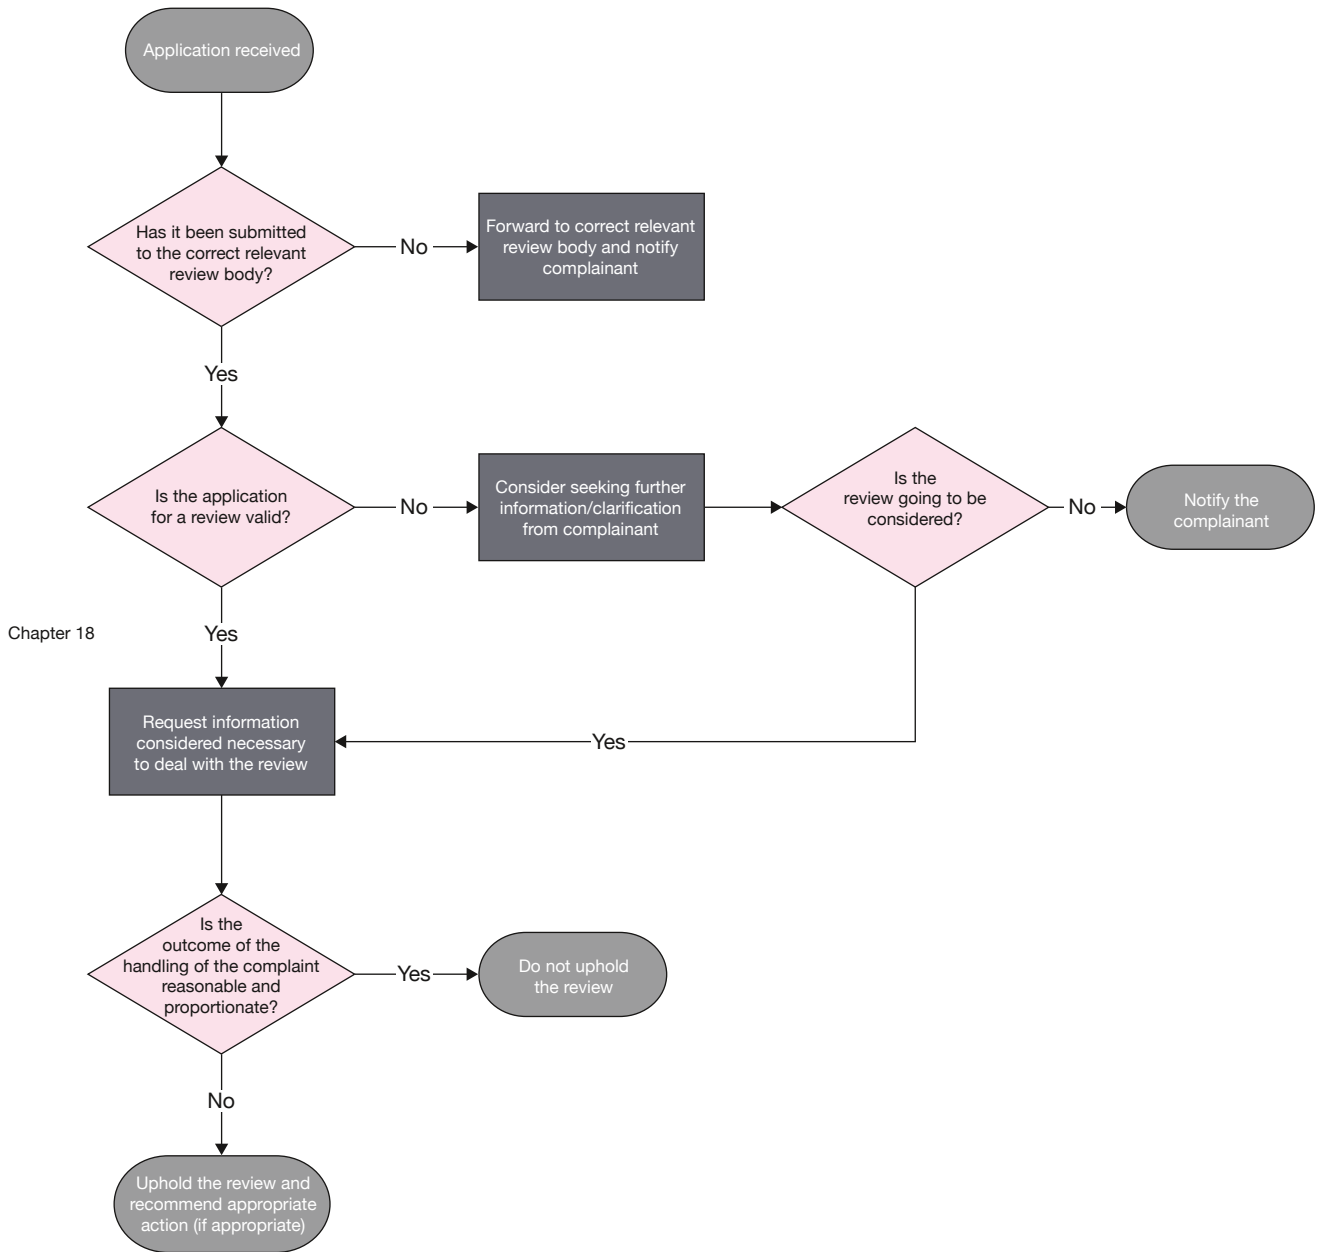 Application received
Has it been submitted
to the correct relevant
review body?
No
Forward to correct relevant
review body and notify
complainant
Yes
Is the application
for a review valid?
No
Consider seeking further
information/clarification
from complainant
Is the
review going to be
considered?
No
Notify the
complainant
Chapter 18
Yes
Request information
considered necessary
to deal with the review
Yes
Is the
outcome of the
handling of the complaint
reasonable and
proportionate?
Yes
Do not uphold
the review
No
Uphold the review and
recommend appropriate
action (if appropriate)